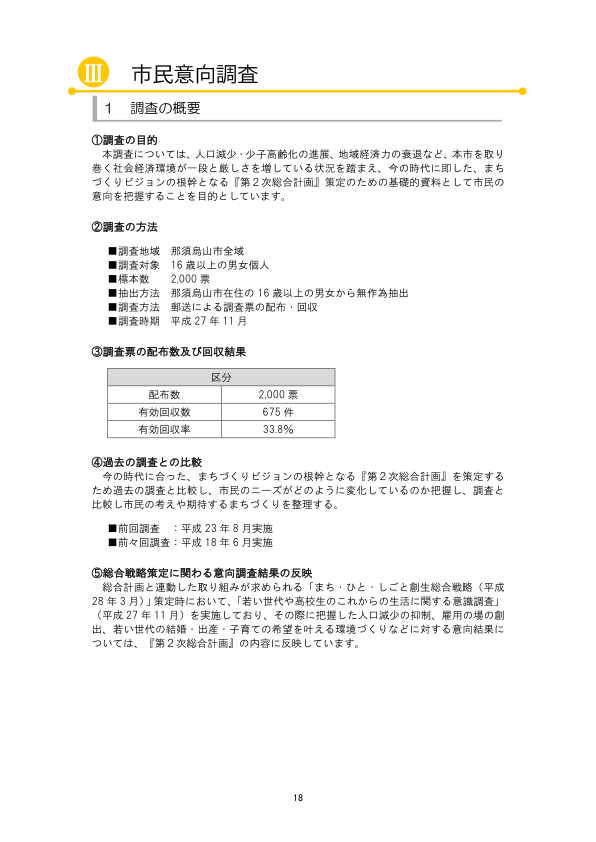 Ⅲ 市民意向調査
1 調査の概要
①調査の目的
本調査については、人口減少・少子高齢化の進展、地域経済力の衰退など、本市を取り
巻く社会経済環境が一段と厳しさを増している状況を踏まえ、今の時代に即した、まち
づくりビジョンの根幹となる『第２次総合計画』策定のための基礎的資料として市民の
意向を把握することを目的としています。
②調査の方法
■調査地域　那須烏山市全域
■調査対象　16 歳以上の男女個人
■標本数　　2,000 票
■抽出方法　那須烏山市在住の 16 歳以上の男女から無作為抽出
■調査方法　郵送による調査票の配布・回収
■調査時期　平成 27 年 11 月
③調査票の配布数及び回収結果
区分
配布数 2,000 票
有効回収数 675 件
有効回収率 33.8％
④過去の調査との比較
今の時代に合った、まちづくりビジョンの根幹となる『第２次総合計画』を策定する
ため過去の調査と比較し、市民のニーズがどのように変化しているのか把握し、調査と
比較し市民の考えや期待するまちづくりを整理する。
■前回調査　：平成 23 年 8 月実施
■前々回調査：平成 18 年 6 月実施
⑤総合戦略策定に関わる意向調査結果の反映
総合計画と連動した取り組みが求められる「まち・ひと・しごと創生総合戦略（平成
28 年 3 月）」策定時において、「若い世代や高校生のこれからの生活に関する意識調査」
（平成 27 年 11 月）を実施しており、その際に把握した人口減少の抑制、雇用の場の創
出、若い世代の結婚・出産・子育ての希望を叶える環境づくりなどに対する意向結果に
ついては、『第２次総合計画』の内容に反映しています。
18